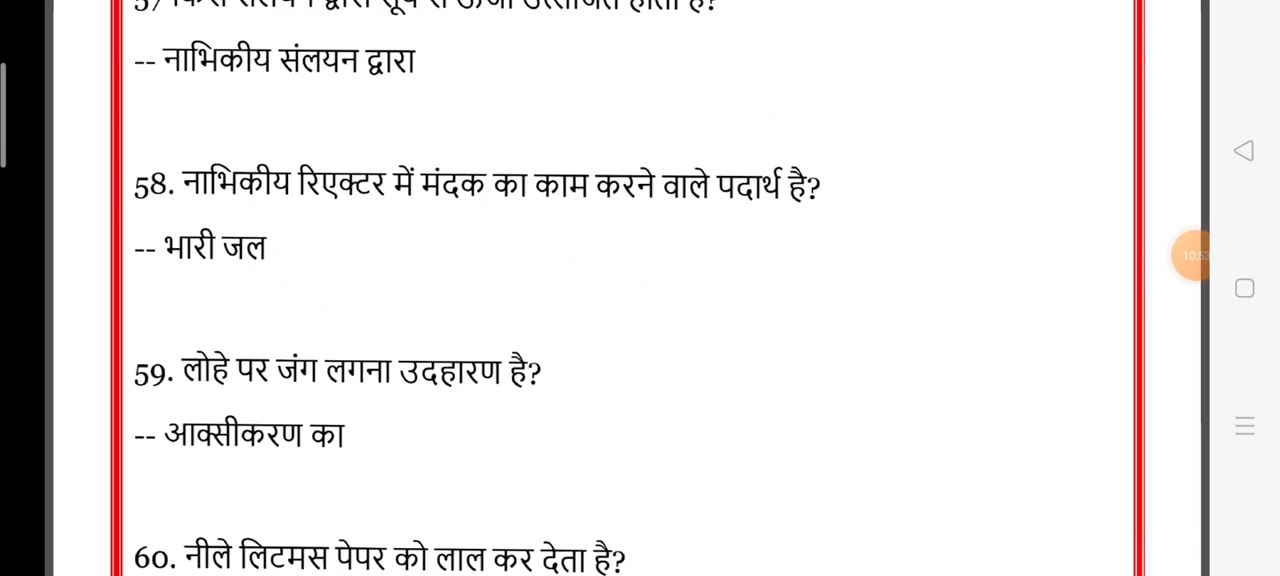 -- नाभिकीय संलयन द्वारा
58. नाभिकीय रिएक्टर में मंदक का काम करने वाले पदार्थ है?
-- भारी जल
59. लोहे पर जंग लगना उदहारण है?
-- आक्सीकरण का
60. नीले लिटमस पेपर को लाल कर देता है?